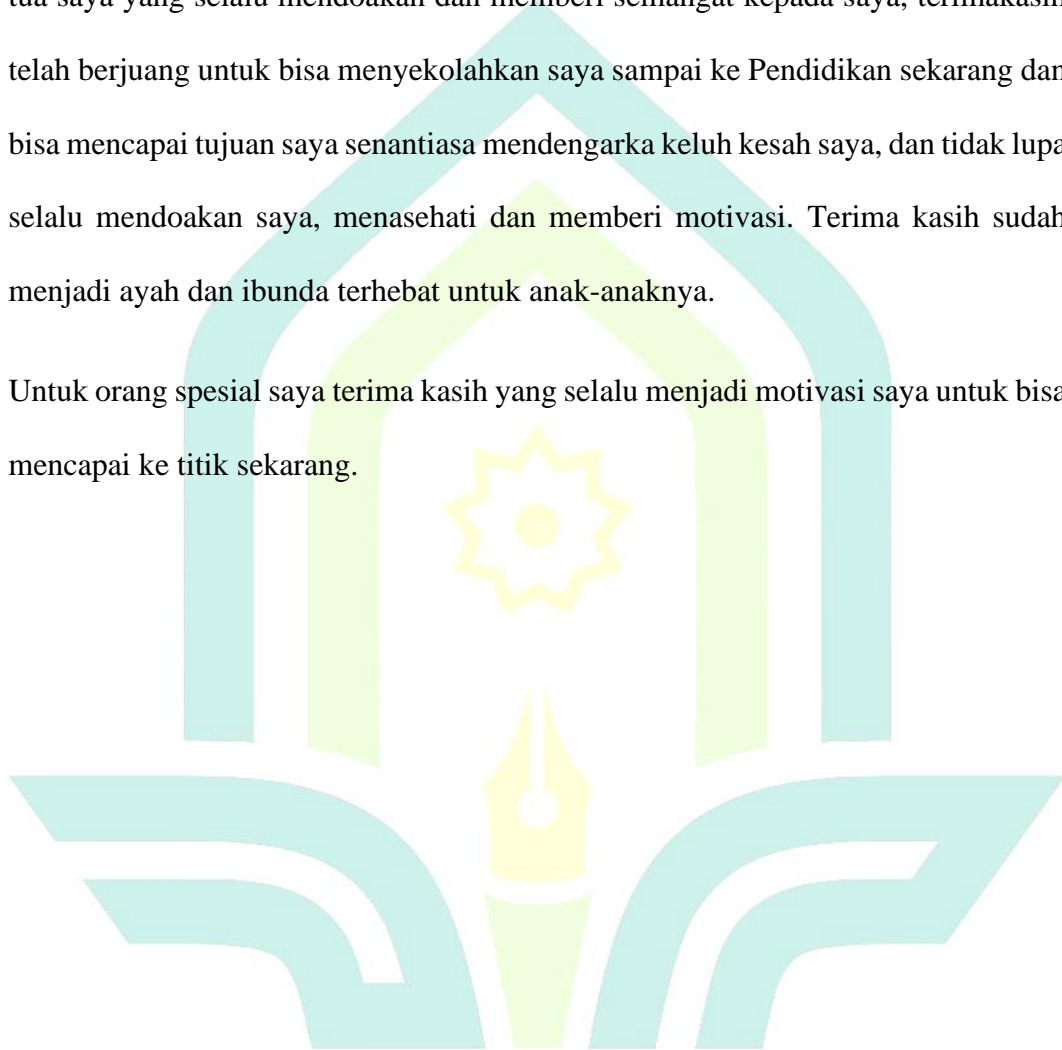 tua saya yang selalu mendoakan dan memberi semangat kepada saya, terimakasih
telah berjuang untuk bisa menyekolahkan saya sampai ke Pendidikan sekarang dan
bisa mencapai tujuan saya senantiasa mendengarka keluh kesah saya, dan tidak lupa
selalu mendoakan saya, menasehati dan memberi motivasi. Terima kasih sudah
menjadi ayah dan ibunda terhebat untuk anak-anaknya.
Untuk orang spesial saya terima kasih yang selalu menjadi motivasi saya untuk bisa
mencapai ke titik sekarang.